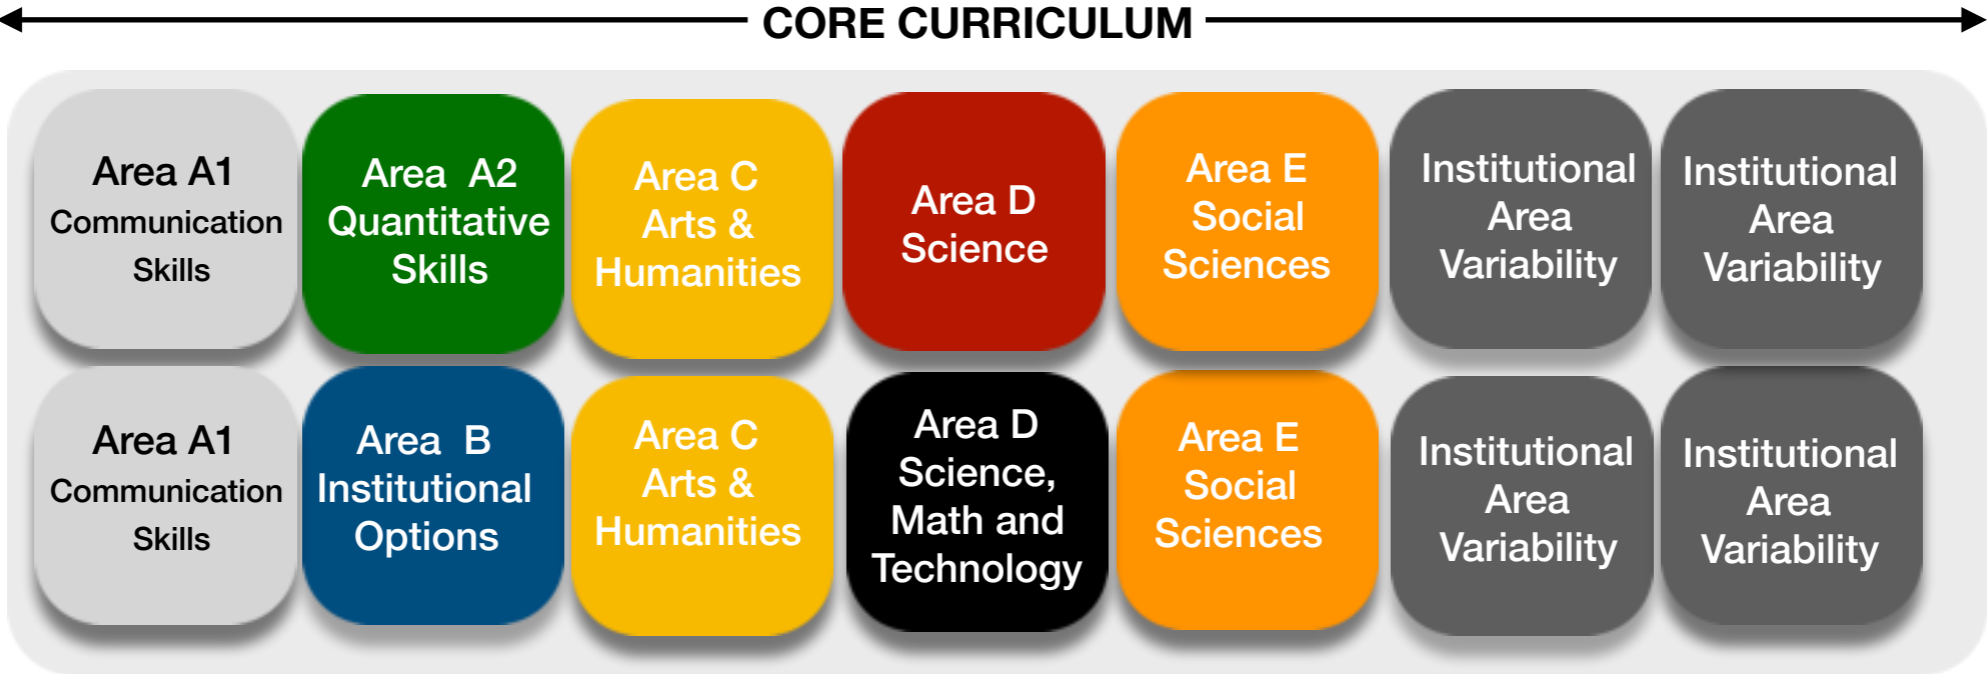 CORE CURRICULUM
Area A1
Communication
Skills
Area A2
Quantitative
Skills
Area C
Arts &
Humanities
Area D
Science
Area E
Social
Sciences
Institutional
Area
Variability
Institutional
Area
Variability
Area A1
Communication
Skills
Area B
Institutional
Options
Area C
Arts &
Humanities
Area D
Science,
Math and
Technology
Area E
Social
Sciences
Institutional
Area
Variability
Institutional
Area
Variability